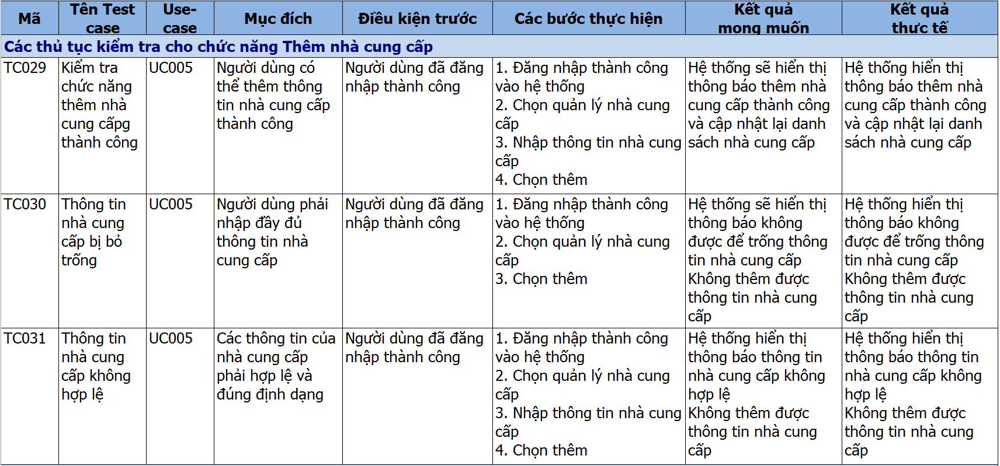 Mã
Tên Test
case
Use-
case
Mục đích
Điều kiện trước
Các bước thực hiện
Kết quả
mong muốn
Kết quả
thực tế
Các thủ tục kiểm tra cho chức năng Thêm nhà cung cấp
TC029
Kiểm tra
chức năng
thêm nhà
cung cấpg
thành công
UC005
Người dùng có
thể thêm thông
tin nhà cung cấp
thành công
Người dùng đã đăng
nhập thành công
1. Đăng nhập thành công
vào hệ thống
2. Chọn quản lý nhà cung
cấp
3. Nhập thông tin nhà cung
cấp
4. Chọn thêm
Hệ thống sẽ hiển thị
thông báo thêm nhà
cung cấp thành công
và cập nhật lại danh
sách nhà cung cấp
Hệ thống hiển thị
thông báo thêm nhà
cung cấp thành công
và cập nhật lại danh
sách nhà cung cấp
TC030
Thông tin
nhà cung
cấp bị bỏ
trống
UC005
Người dùng phải
nhập đầy đủ
thông tin nhà
cung cấp
Người dùng đã đăng
nhập thành công
1. Đăng nhập thành công
vào hệ thống
2. Chọn quản lý nhà cung
cấp
3. Chọn thêm
Hệ thống sẽ hiển thị
thông báo không
được để trống thông
tin nhà cung cấp
Không thêm được
thông tin nhà cung
cấp
Hệ thống hiển thị
thông báo không
được để trống thông
tin nhà cung cấp
Không thêm được
thông tin nhà cung
cấp
TC031
Thông tin
nhà cung
cấp không
hợp lệ
UC005
Các thông tin của
nhà cung cấp
phải hợp lệ và
đúng định dạng
Người dùng đã đăng
nhập thành công
1. Đăng nhập thành công
vào hệ thống
2. Chọn quản lý nhà cung
cấp
3. Nhập thông tin nhà cung
cấp
4. Chọn thêm
Hệ thống hiển thị
thông báo thông tin
nhà cung cấp không
hợp lệ
Không thêm được
thông tin nhà cung
cấp
Hệ thống hiển thị
thông báo thông tin
nhà cung cấp không
hợp lệ
Không thêm được
thông tin nhà cung
cấp